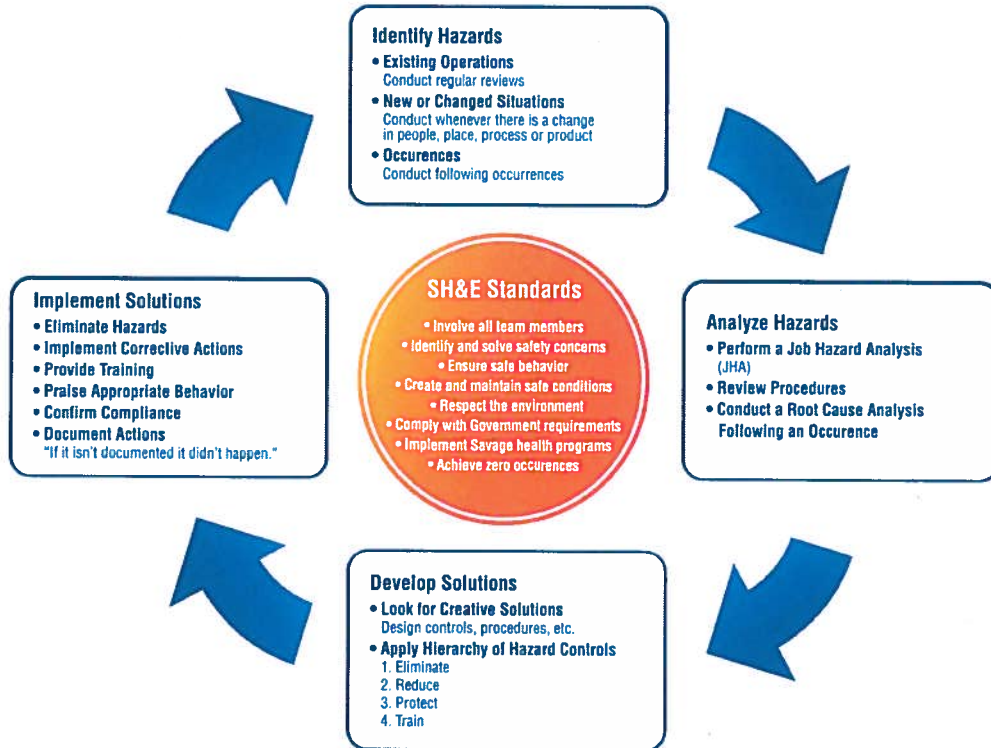 Identify Hazards
• Existing Operations
Conduct regular reviews
• New or Changed Situations
Conduct whenever there is a change
in people, place, process or product
• Occurences
Conduct following occurrences
Analyze Hazards
• Perform a Job Hazard Analysis
(JHA)
• Review Procedures
• Conduct a Root Cause Analysis
Following an Occurence
Develop Solutions
• Look for Creative Solutions
Design controls, procedures, etc.
• Apply Hierarchy of Hazard Controls
1. Eliminate
2. Reduce
3. Protect
4. Train
Implement Solutions
• Eliminate Hazards
• Implement Corrective Actions
• Provide Training
• Praise Appropriate Behavior
• Confirm Compliance
• Document Actions
"If it isn't documented it didn't happen."
SH&E Standards
• Involve all team members
• Identify and solve safety concerns
• Ensure safe behavior
• Create and maintain safe conditions
• Respect the environment
• Comply with Government requirements
• Implement Savage health programs
• Achieve zero occurences